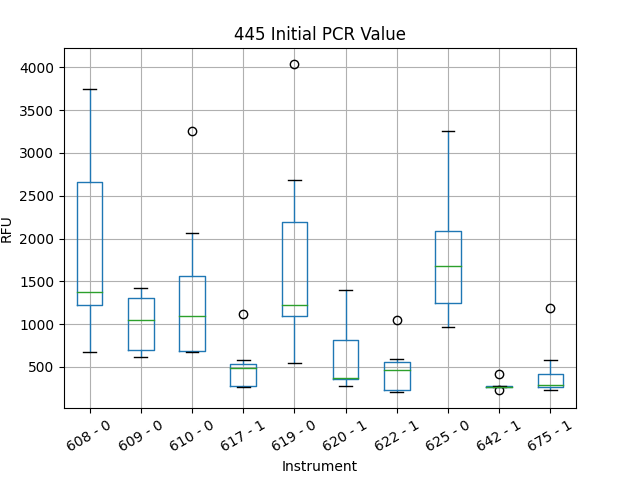 445 Initial PCR Value
RFU
4000
3500
3000
2500
2000
1500
1000
500
608 - 0
609 - 0
610 - 0
617 - 1
619 - 0
620 - 1
622 - 1
625 - 0
642 - 1
675 - 1
Instrument